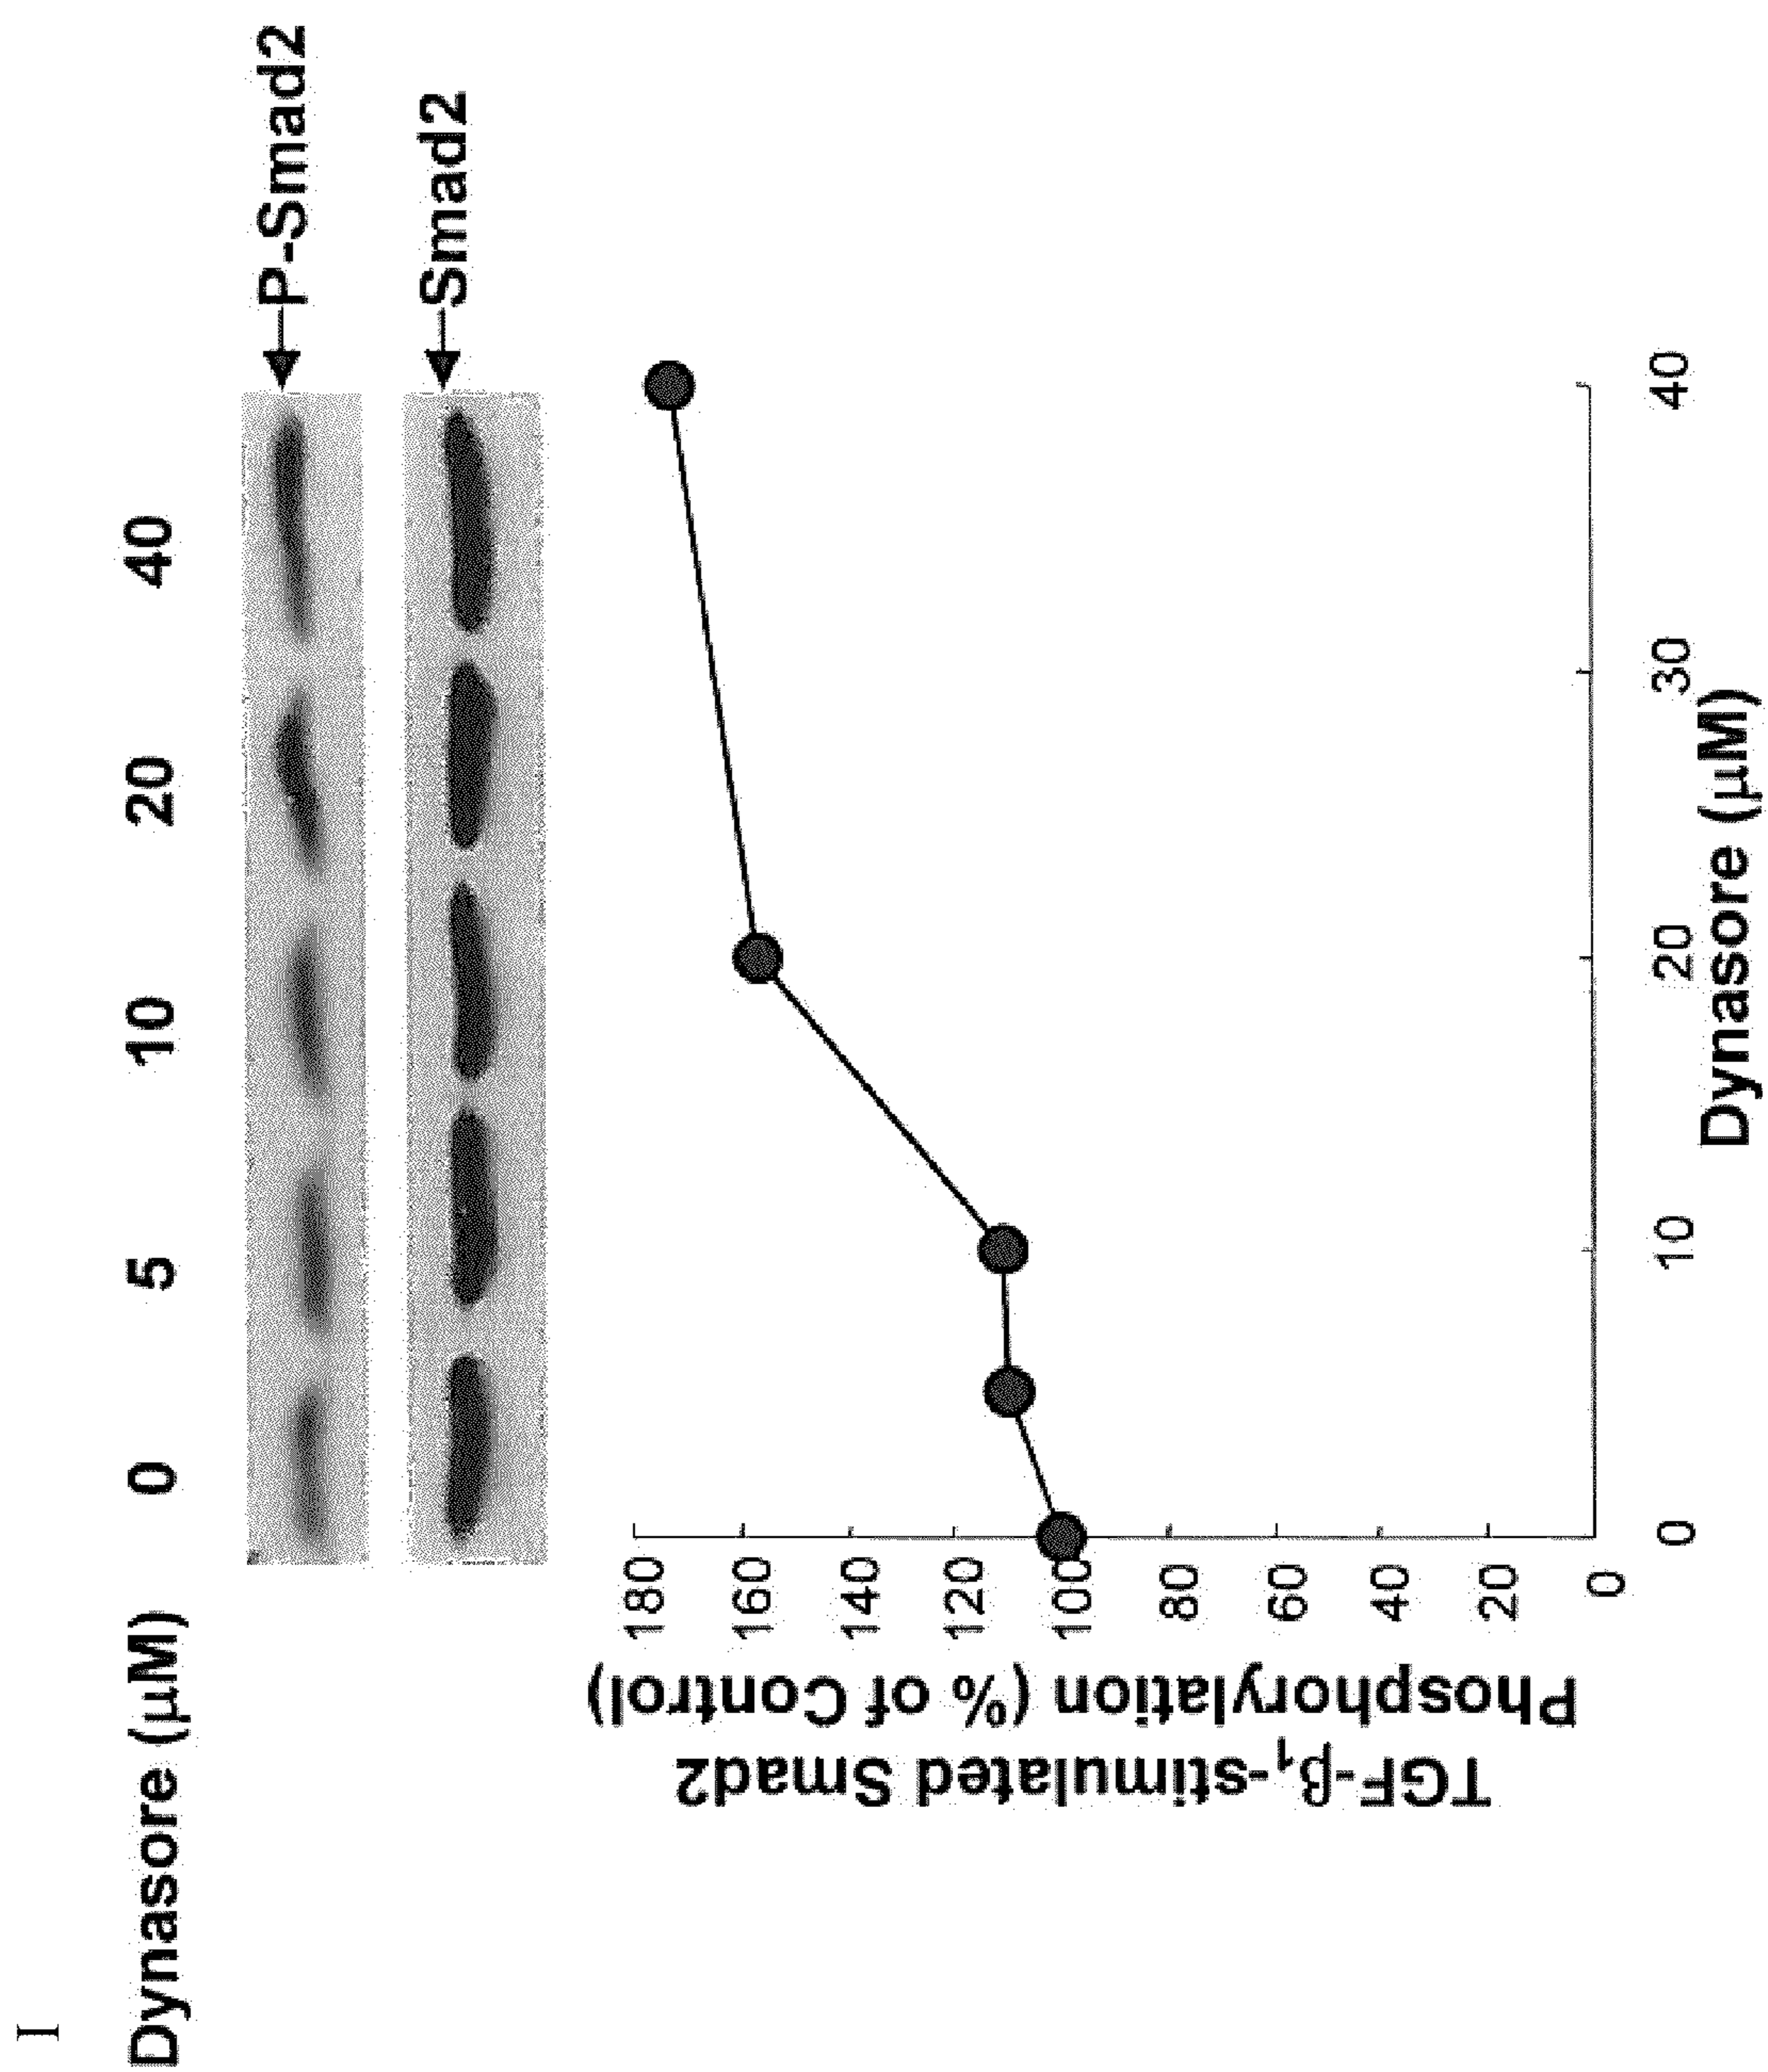 I
Dynasore (μM) 0 5 10 20 40
P-Smad2
Smad2
TGF-β1-stimulated Smad2
Phosphorylation (% of Control)
180
160
140
120
100
80
60
40
20
0
0 10 20 30 40
Dynasore (μM)